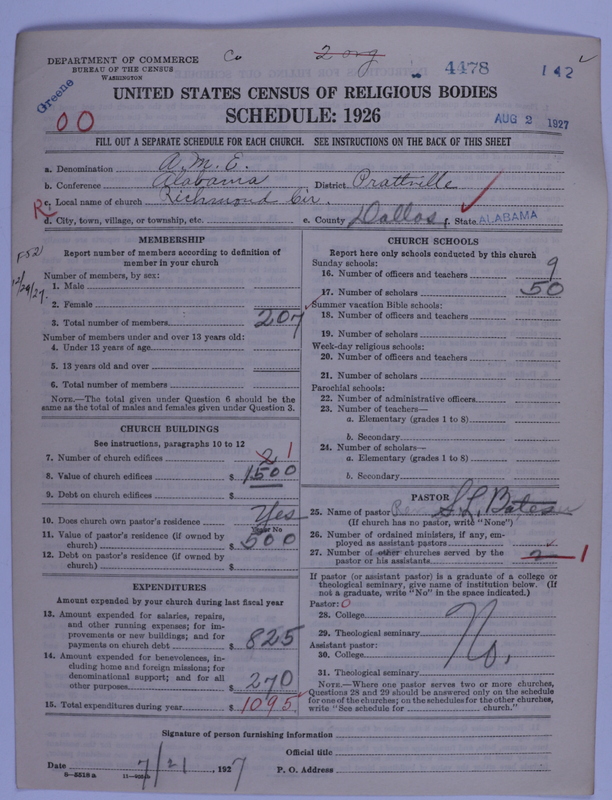 DEPARTMENT OF COMMERCE
BUREAU OF THE CENSUS
WASHINGTON
Co
2 org
4478
142
Greene
UNITED STATES CENSUS OF RELIGIOUS BODIES
SCHEDULE: 1926
AUG 2 1927
00
FILL OUT A SEPARATE SCHEDULE FOR EACH CHURCH. SEE INSTRUCTIONS ON THE BACK OF THIS SHEET
a. Denomination A.M.E.
b. Conference Alabama District Prattville
c. Local name of church Richmond Cir.
R
d. City, town, village, or township, etc. e. County Dallas f. State ALABAMA
MEMBERSHIP
Report number of members according to definition of
member in your church
F-52
12/29/27.
Number of members, by sex:
1. Male
2. Female
3. Total number of members 207
Number of members under and over 13 years old:
4. Under 13 years of age
5. 13 years old and over
6. Total number of members
NOTE.—The total given under Question 6 should be the
same as the total of males and females given under Question 3.
CHURCH BUILDINGS
See instructions, paragraphs 10 to 12
7. Number of church edifices 2 1
8. Value of church edifices $ 1500
9. Debt on church edifices $
10. Does church own pastor's residence Yes
Yes or No
11. Value of pastor's residence (if owned by
church) $ 500
12. Debt on pastor's residence (if owned by
church) $
EXPENDITURES
Amount expended by your church during last fiscal year
13. Amount expended for salaries, repairs,
and other running expenses; for im-
provements or new buildings; and for
payments on church debt $ 825
14. Amount expended for benevolences, in-
cluding home and foreign missions; for
denominational support; and for all
other purposes $ 270
15. Total expenditures during year $ 1095
CHURCH SCHOOLS
Report here only schools conducted by this church
Sunday schools:
16. Number of officers and teachers 9
17. Number of scholars 50
Summer vacation Bible schools:
18. Number of officers and teachers
19. Number of scholars
Week-day religious schools:
20. Number of officers and teachers
21. Number of scholars
Parochial schools:
22. Number of administrative officers
23. Number of teachers—
a. Elementary (grades 1 to 8)
b. Secondary
24. Number of scholars—
a. Elementary (grades 1 to 8)
b. Secondary
PASTOR
25. Name of pastor S. L. Bates
(If church has no pastor, write "None")
26. Number of ordained ministers, if any, em-
ployed as assistant pastors
27. Number of other churches served by the
pastor or his assistants 2 1
If pastor (or assistant pastor) is a graduate of a college or
theological seminary, give name of institution below. (If
not a graduate, write "No" in the space indicated.)
Pastor: 0
28. College
29. Theological seminary
Assistant pastor: No.
30. College
31. Theological seminary
NOTE.—Where one pastor serves two or more churches,
Questions 28 and 29 should be answered only on the schedule
for one of the churches; on the schedules for the other churches,
write "See schedule for church."
Signature of person furnishing information
Official title
Date 7/21, 1927 P. O. Address
8-5518a